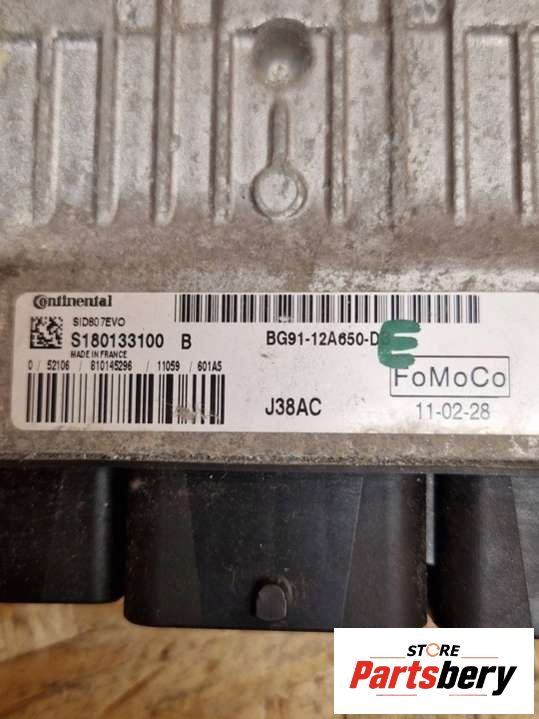 Continental
SID807EVO
S180133100 B
MADE IN FRANCE
0 / 52106 / 810145296 / 11059 / 601A5
BG91-12A650-D
E
FoMoCo
J38AC
11-02-28
STORE
Partsbery